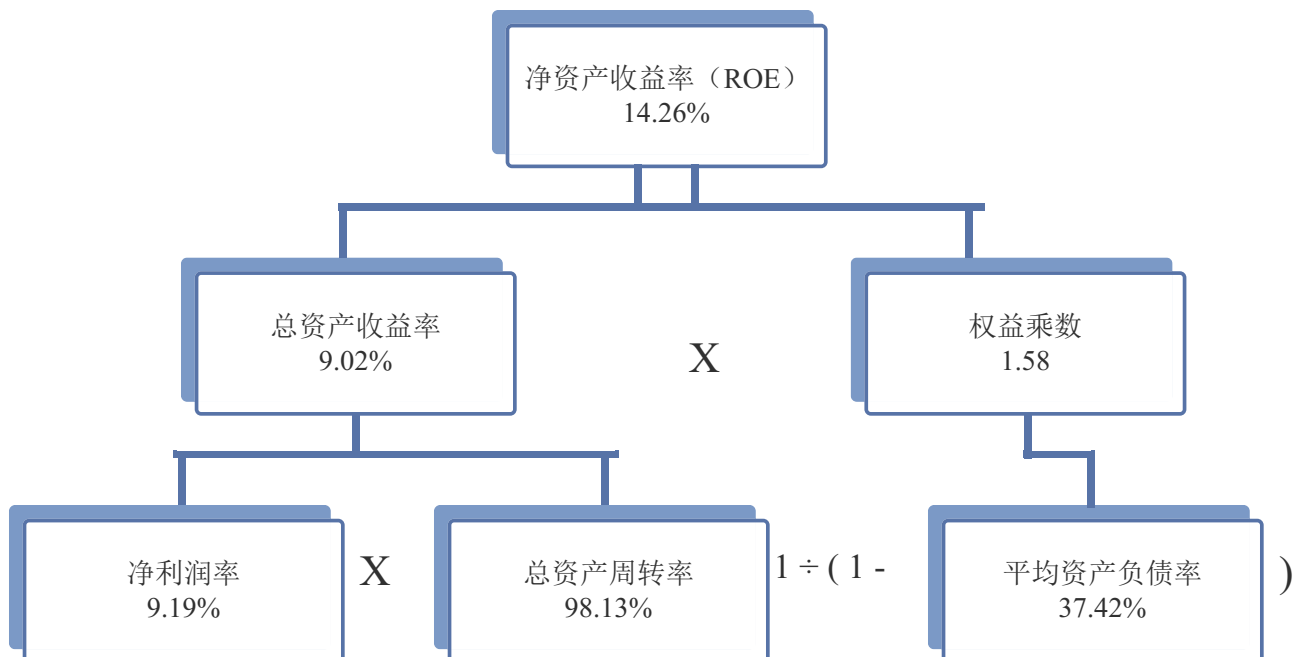 净资产收益率（ROE）
14.26%
总资产收益率
9.02%
X
权益乘数
1.58
净利润率
9.19%
X
总资产周转率
98.13%
1 ÷ ( 1 -
平均资产负债率
37.42%
)